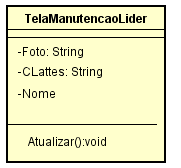 TelaManutencaoLider
-Foto: String
-CLattes: String
-Nome
Atualizar():void